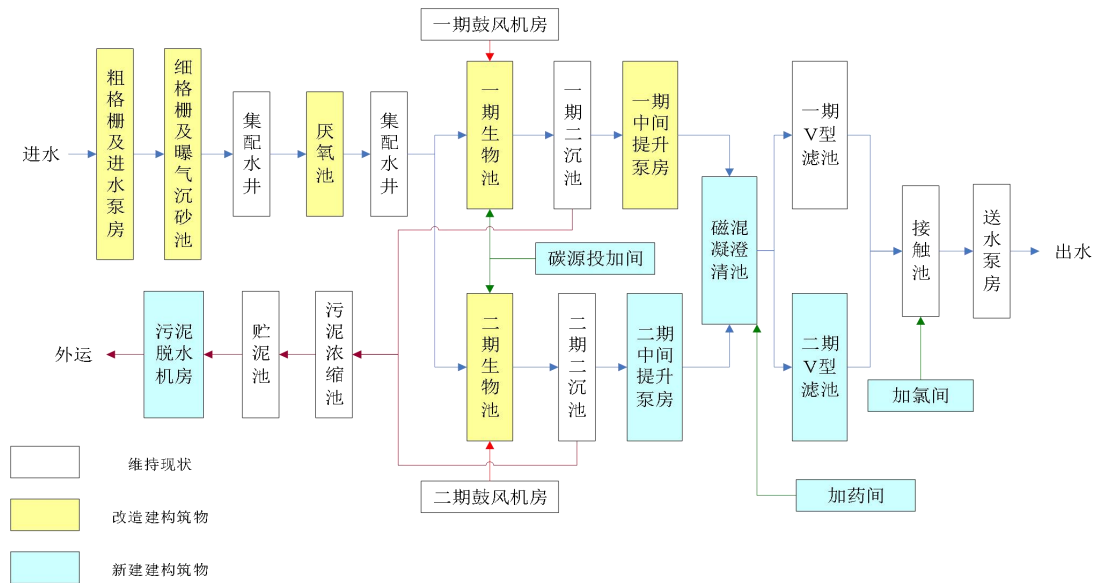 一期鼓风机房
进水
粗格栅及进水泵房
细格栅及曝气沉砂池
集配水井
厌氧池
集配水井
一期生物池
一期二沉池
一期
中间
提升
泵房
磁混
凝澄
清池
一期
V型
滤池
接触池
送水泵房
出水
碳源投加间
外运
污泥
脱水
机房
贮泥池
污泥浓缩池
二期生物池
二期二沉池
二期
中间
提升
泵房
二期
V型
滤池
加氯间
二期鼓风机房
加药间
维持现状
改造建构筑物
新建建构筑物